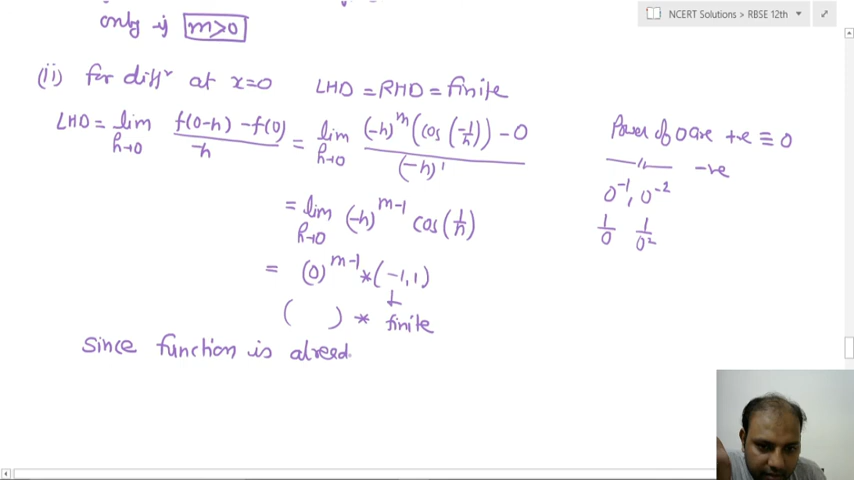 NCERT Solutions > RBSE 12th
only if m>0
(ii) for diffr at x=0 LHD = RHD = finite
LHD = lim h→0 f(0-h) - f(0) / -h = lim h→0 (-h)^m (cos(-1/h)) - 0 / (-h)^1
= lim h→0 (-h)^(m-1) cos(1/h)
= (0)^(m-1) * (-1,1)
( ) * finite
Since function is alread
Power of 0 are +ve ≡ 0
—〃— -ve
0^-1, 0^-2
1/0 1/0^2